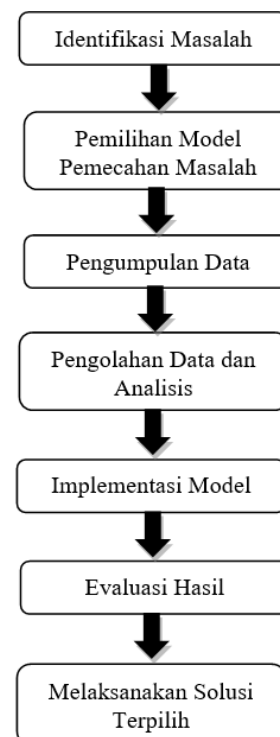 Identifikasi Masalah
Pemilihan Model
Pemecahan Masalah
Pengumpulan Data
Pengolahan Data dan
Analisis
Implementasi Model
Evaluasi Hasil
Melaksanakan Solusi
Terpilih